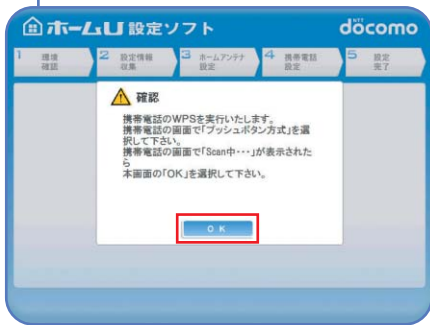 ホームU 設定ソフト
NTT
docomo
1 環境確認
2 設定情報収集
3 ホームアンテナ設定
4 携帯電話設定
5 設定完了
確認
携帯電話のWPSを実行いたします。
携帯電話の画面で「プッシュボタン方式」を選
択して下さい。
携帯電話の画面で「Scan中・・・」が表示された
ら
本画面の「OK」を選択して下さい。
OK